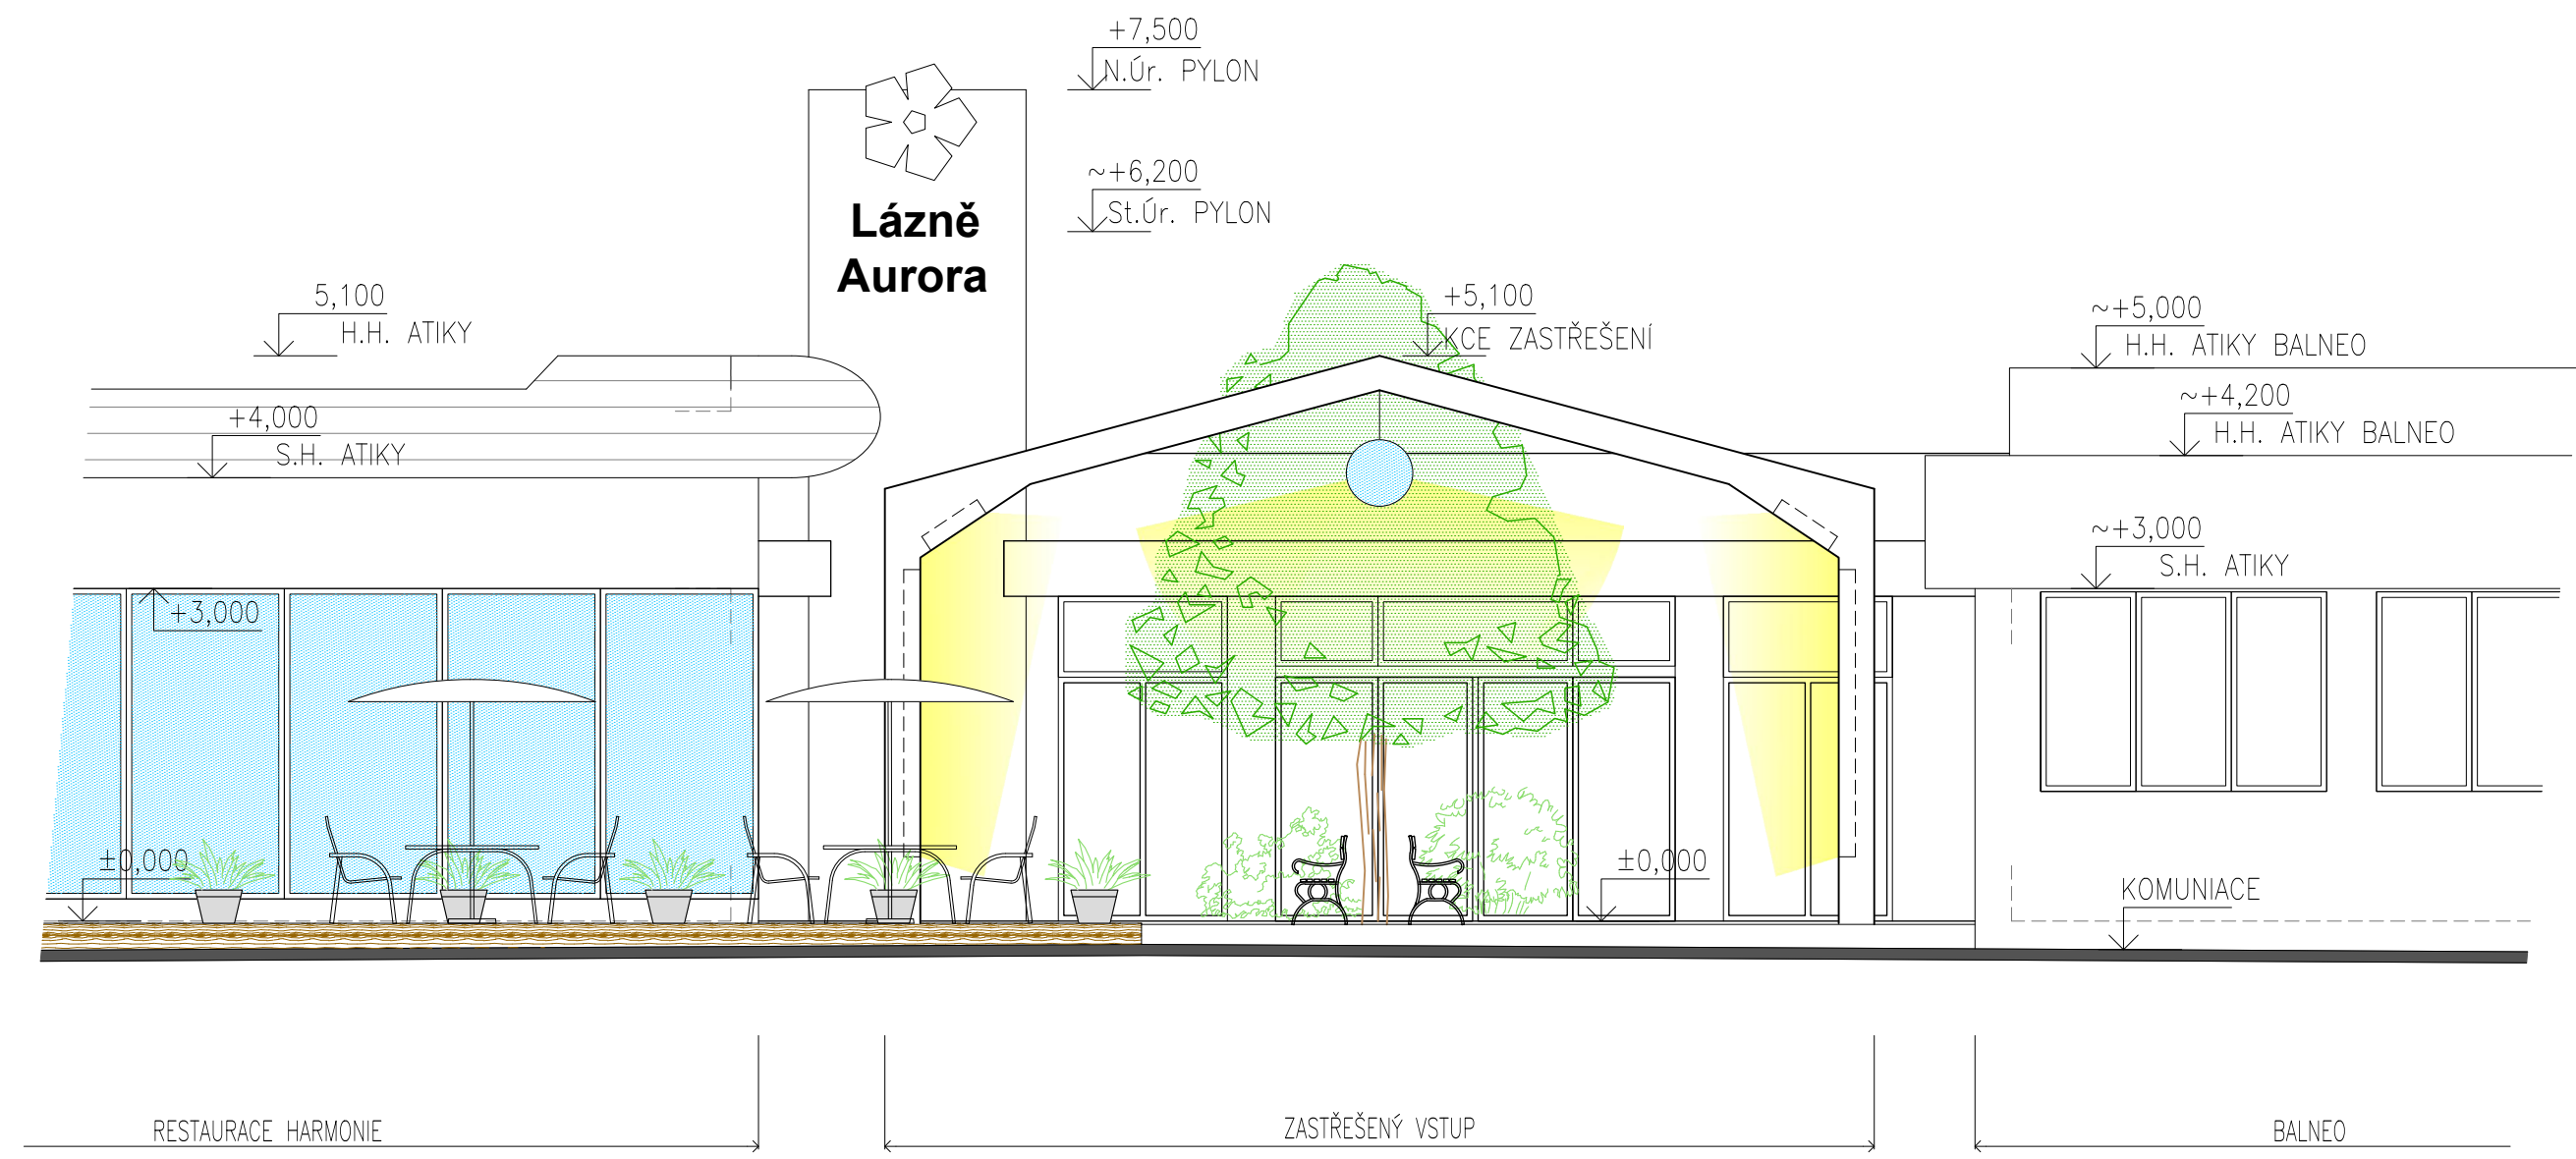 +7,500
N.Úr. PYLON
~+6,200
St.Úr. PYLON
Lázně
Aurora
5,100
H.H. ATIKY
+5,100
KCE ZASTŘEŠENÍ
~+5,000
H.H. ATIKY BALNEO
~+4,200
H.H. ATIKY BALNEO
+4,000
S.H. ATIKY
~+3,000
S.H. ATIKY
+3,000
±0,000
±0,000
KOMUNIACE
RESTAURACE HARMONIE
ZASTŘEŠENÝ VSTUP
BALNEO